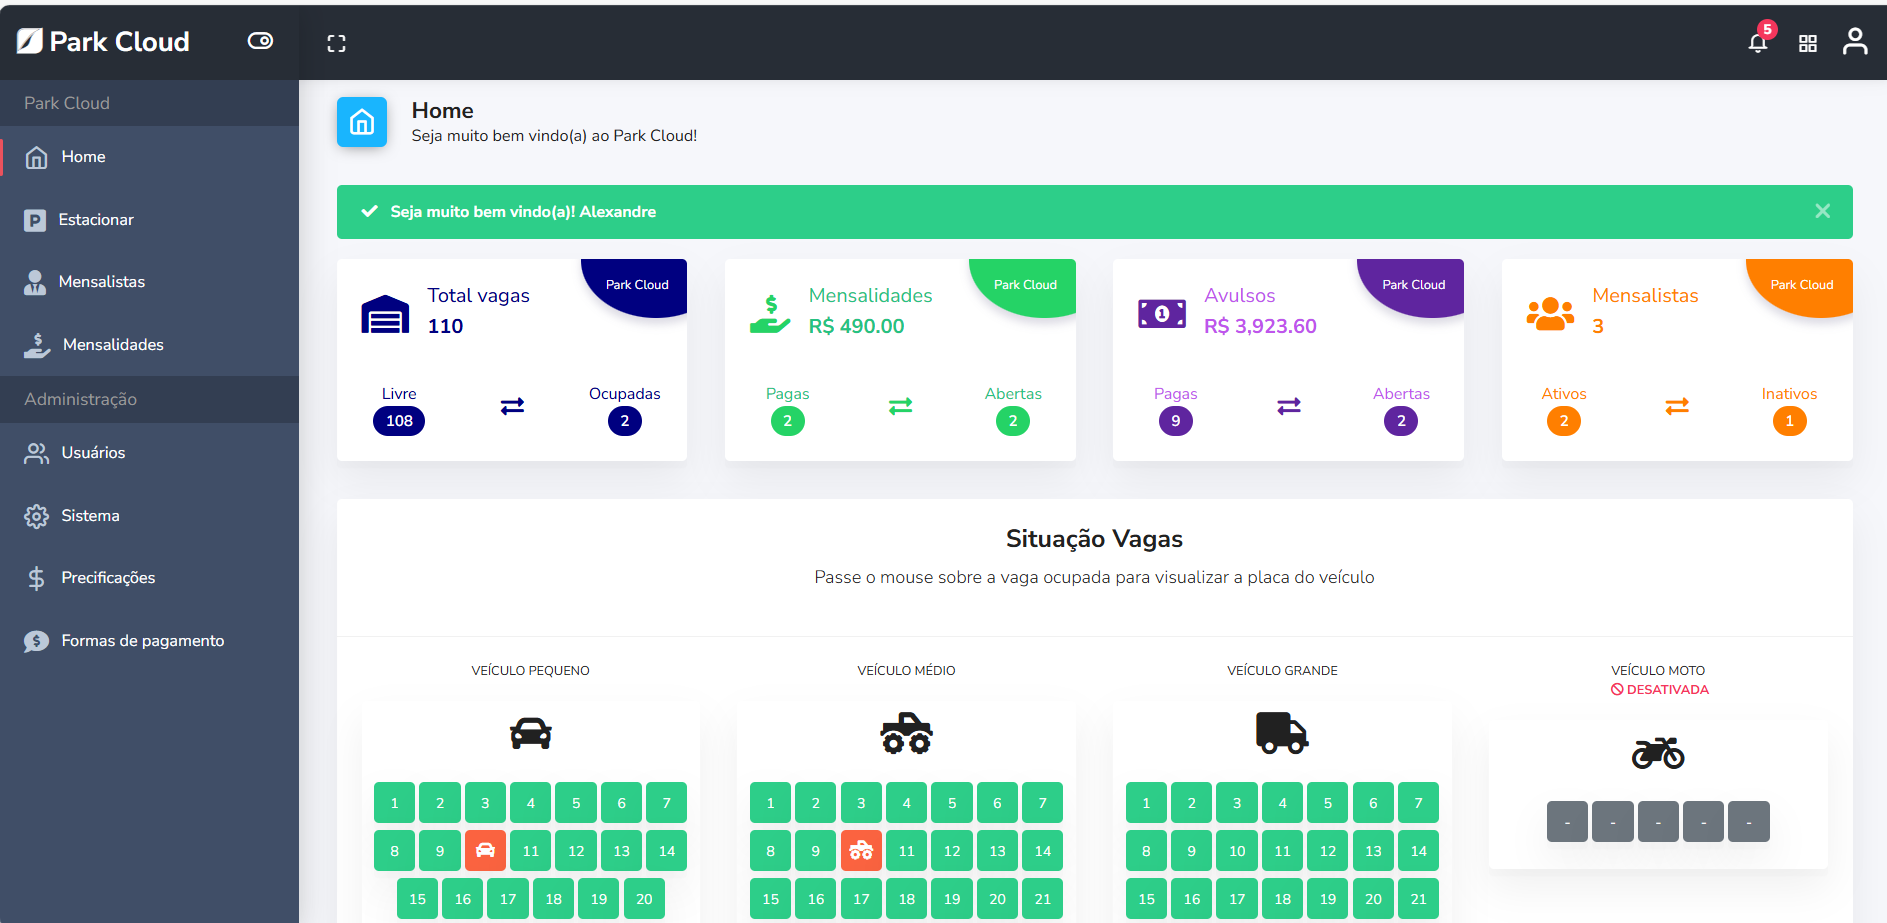 Park Cloud
5
Park Cloud
Home
Estacionar
Mensalistas
Mensalidades
Administração
Usuários
Sistema
Precificações
Formas de pagamento
Home
Seja muito bem vindo(a) ao Park Cloud!
Seja muito bem vindo(a)! Alexandre
Park Cloud
Total vagas
110
Livre Ocupadas
108 2
Park Cloud
Mensalidades
R$ 490.00
Pagas Abertas
2 2
Park Cloud
Avulsos
R$ 3,923.60
Pagas Abertas
9 2
Park Cloud
Mensalistas
3
Ativos Inativos
2 1
Situação Vagas
Passe o mouse sobre a vaga ocupada para visualizar a placa do veículo
VEÍCULO PEQUENO
1 2 3 4 5 6 7
8 9 11 12 13 14
15 16 17 18 19 20
VEÍCULO MÉDIO
1 2 3 4 5 6 7
8 9 11 12 13 14
15 16 17 18 19 20 21
VEÍCULO GRANDE
1 2 3 4 5 6 7
8 9 10 11 12 13 14
15 16 17 18 19 20 21
VEÍCULO MOTO
DESATIVADA
- - - - -